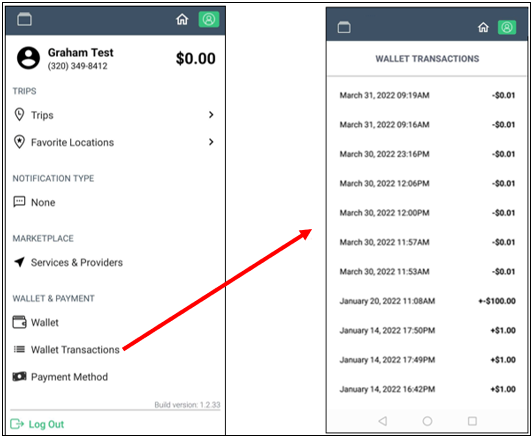 Graham Test
(320) 349-8412
$0.00
TRIPS
Trips
Favorite Locations
NOTIFICATION TYPE
None
MARKETPLACE
Services & Providers
WALLET & PAYMENT
Wallet
Wallet Transactions
Payment Method
Build version: 1.2.33
Log Out
WALLET TRANSACTIONS
March 31, 2022 09:19AM -$0.01
March 31, 2022 09:16AM -$0.01
March 30, 2022 23:16PM -$0.01
March 30, 2022 12:06PM -$0.01
March 30, 2022 12:00PM -$0.01
March 30, 2022 11:57AM -$0.01
March 30, 2022 11:53AM -$0.01
January 20, 2022 11:08AM +-$100.00
January 14, 2022 17:50PM +$1.00
January 14, 2022 17:49PM +$1.00
January 14, 2022 16:42PM +$1.00